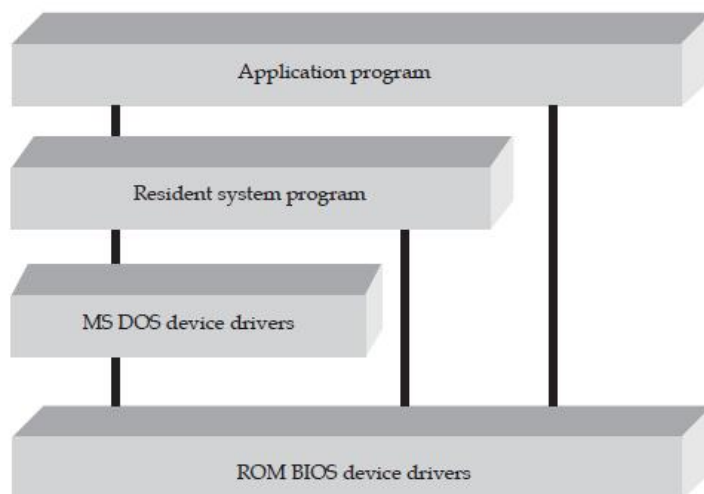 Application program
Resident system program
MS DOS device drivers
ROM BIOS device drivers